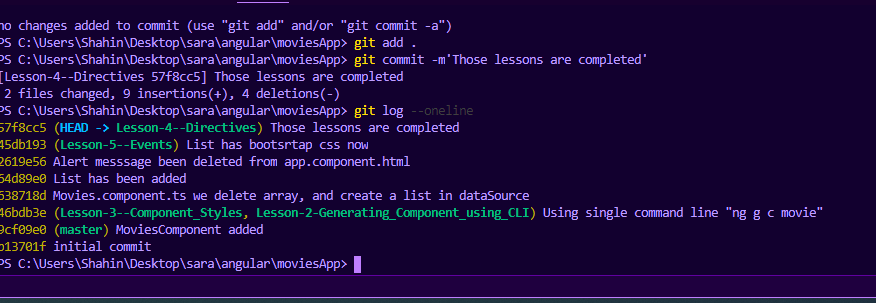 no changes added to commit (use "git add" and/or "git commit -a")
PS C:\Users\Shahin\Desktop\sara\angular\moviesApp> git add .
PS C:\Users\Shahin\Desktop\sara\angular\moviesApp> git commit -m'Those lessons are completed'
[Lesson-4--Directives 57f8cc5] Those lessons are completed
2 files changed, 9 insertions(+), 4 deletions(-)
PS C:\Users\Shahin\Desktop\sara\angular\moviesApp> git log --oneline
57f8cc5 (HEAD -> Lesson-4--Directives) Those lessons are completed
45db193 (Lesson-5--Events) List has bootsrtap css now
2619e56 Alert messsage been deleted from app.component.html
64d89e0 List has been added
638718d Movies.component.ts we delete array, and create a list in dataSource
46bdb3e (Lesson-3--Component_Styles, Lesson-2-Generating_Component_using_CLI) Using single command line "ng g c movie"
9cf09e0 (master) MoviesComponent added
b13701f initial commit
PS C:\Users\Shahin\Desktop\sara\angular\moviesApp>